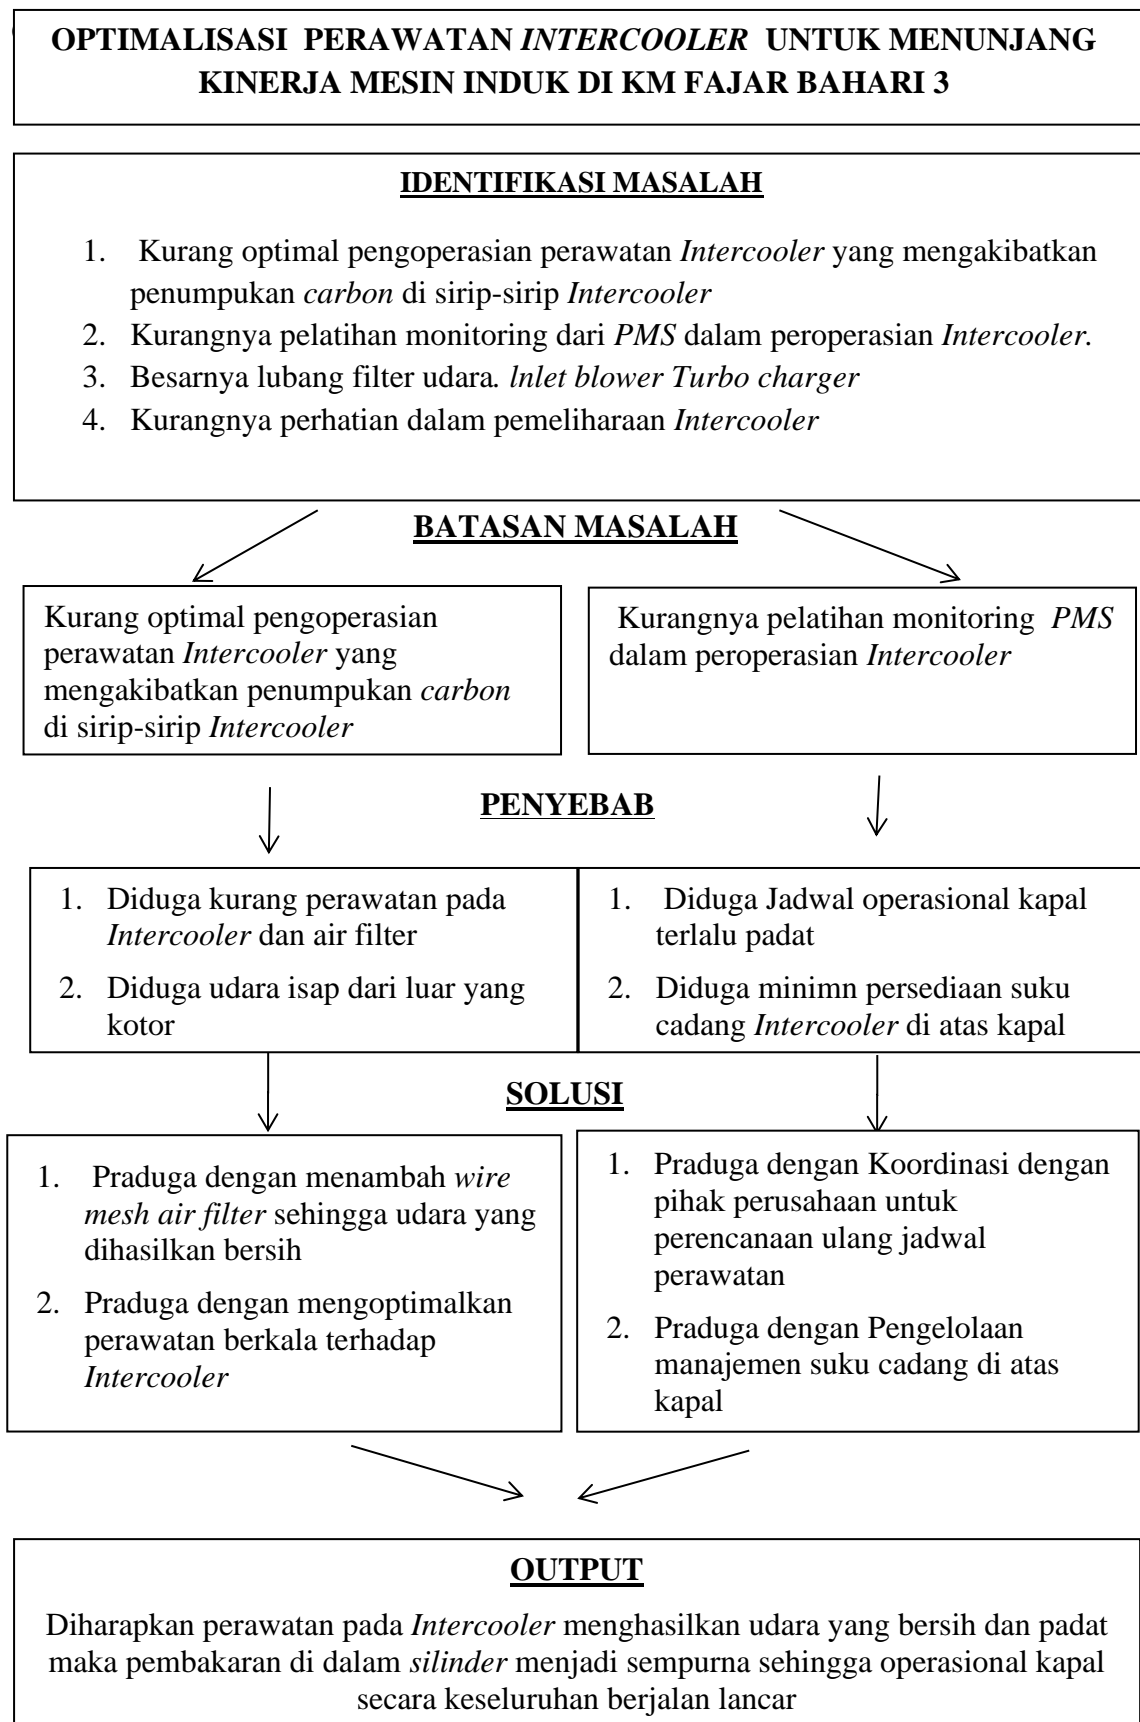 OPTIMALISASI PERAWATAN INTERCOOLER UNTUK MENUNJANG
KINERJA MESIN INDUK DI KM FAJAR BAHARI 3
IDENTIFIKASI MASALAH
1. Kurang optimal pengoperasian perawatan Intercooler yang mengakibatkan
penumpukan carbon di sirip-sirip Intercooler
2. Kurangnya pelatihan monitoring dari PMS dalam peroperasian Intercooler.
3. Besarnya lubang filter udara. lnlet blower Turbo charger
4. Kurangnya perhatian dalam pemeliharaan Intercooler
BATASAN MASALAH
Kurang optimal pengoperasian
perawatan Intercooler yang
mengakibatkan penumpukan carbon
di sirip-sirip Intercooler
Kurangnya pelatihan monitoring PMS
dalam peroperasian Intercooler
PENYEBAB
1. Diduga kurang perawatan pada
Intercooler dan air filter
2. Diduga udara isap dari luar yang
kotor
1. Diduga Jadwal operasional kapal
terlalu padat
2. Diduga minimn persediaan suku
cadang Intercooler di atas kapal
SOLUSI
1. Praduga dengan menambah wire
mesh air filter sehingga udara yang
dihasilkan bersih
2. Praduga dengan mengoptimalkan
perawatan berkala terhadap
Intercooler
1. Praduga dengan Koordinasi dengan
pihak perusahaan untuk
perencanaan ulang jadwal
perawatan
2. Praduga dengan Pengelolaan
manajemen suku cadang di atas
kapal
OUTPUT
Diharapkan perawatan pada Intercooler menghasilkan udara yang bersih dan padat
maka pembakaran di dalam silinder menjadi sempurna sehingga operasional kapal
secara keseluruhan berjalan lancar